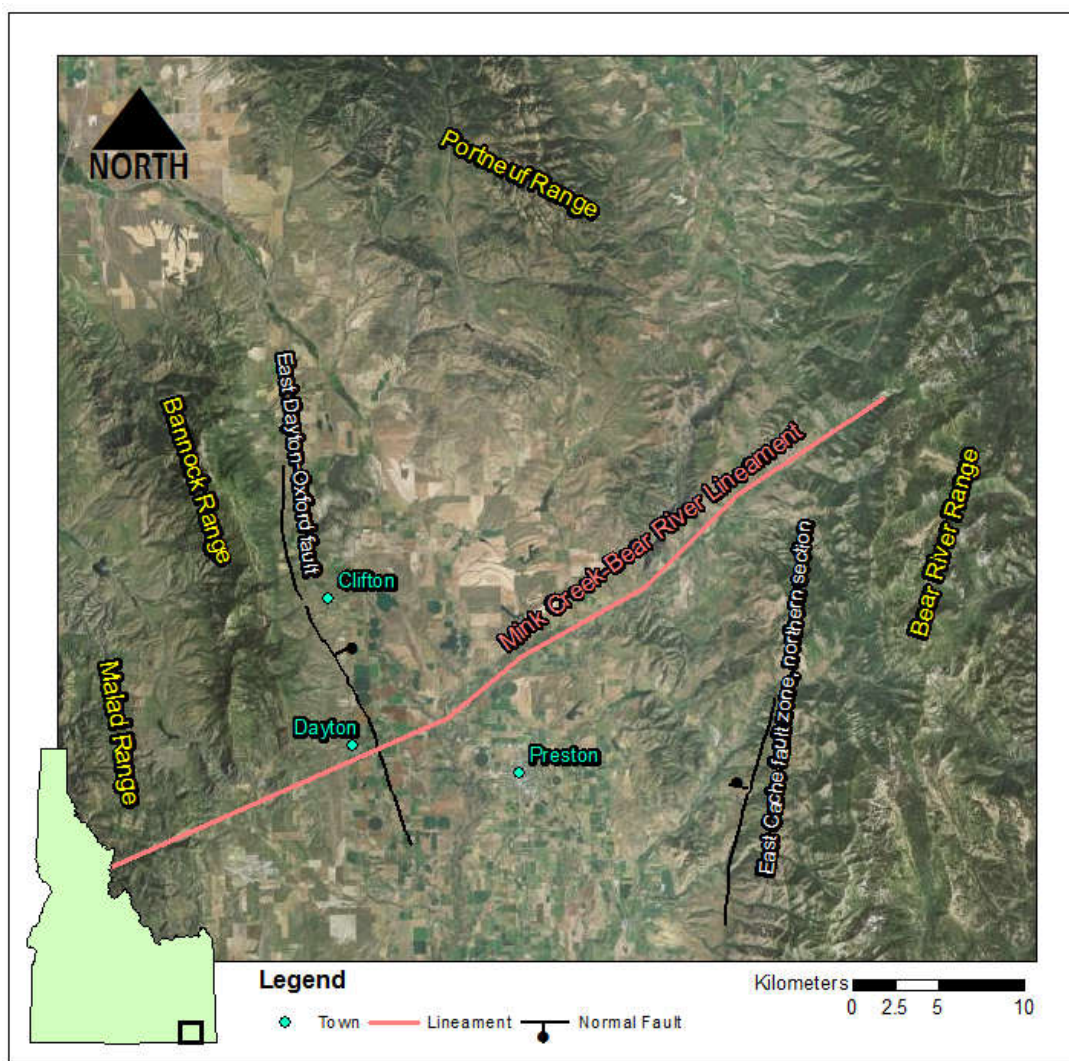 NORTH
Portneuf Range
East Dayton-Oxford fault
Bannock Range
Mink Creek-Bear River Lineament
Bear River Range
Clifton
East Cache fault zone, northern section
Malad Range
Dayton
Preston
Legend
Town
Lineament
Normal Fault
Kilometers
0 2.5 5 10